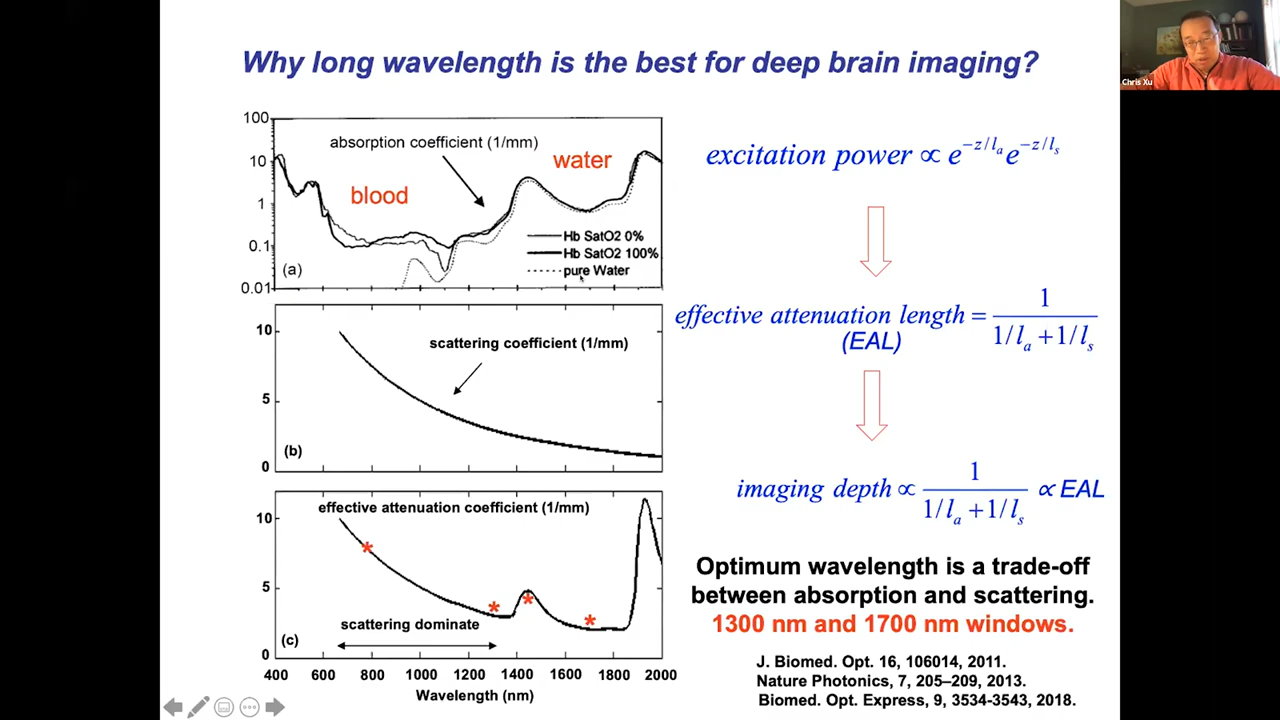 Why long wavelength is the best for deep brain imaging?
Chris Xu
100
10
1
0.1
0.01
absorption coefficient (1/mm)
blood
water
Hb SatO2 0%
Hb SatO2 100%
pure Water
(a)
10
5
0
scattering coefficient (1/mm)
(b)
10
5
0
effective attenuation coefficient (1/mm)
scattering dominate
(c)
400 600 800 1000 1200 1400 1600 1800 2000
Wavelength (nm)
excitation power ∝ e^{-z/l_a} e^{-z/l_s}
effective attenuation length = 1 / (1/l_a + 1/l_s)
(EAL)
imaging depth ∝ 1 / (1/l_a + 1/l_s) ∝ EAL
Optimum wavelength is a trade-off
between absorption and scattering.
1300 nm and 1700 nm windows.
J. Biomed. Opt. 16, 106014, 2011.
Nature Photonics, 7, 205–209, 2013.
Biomed. Opt. Express, 9, 3534-3543, 2018.